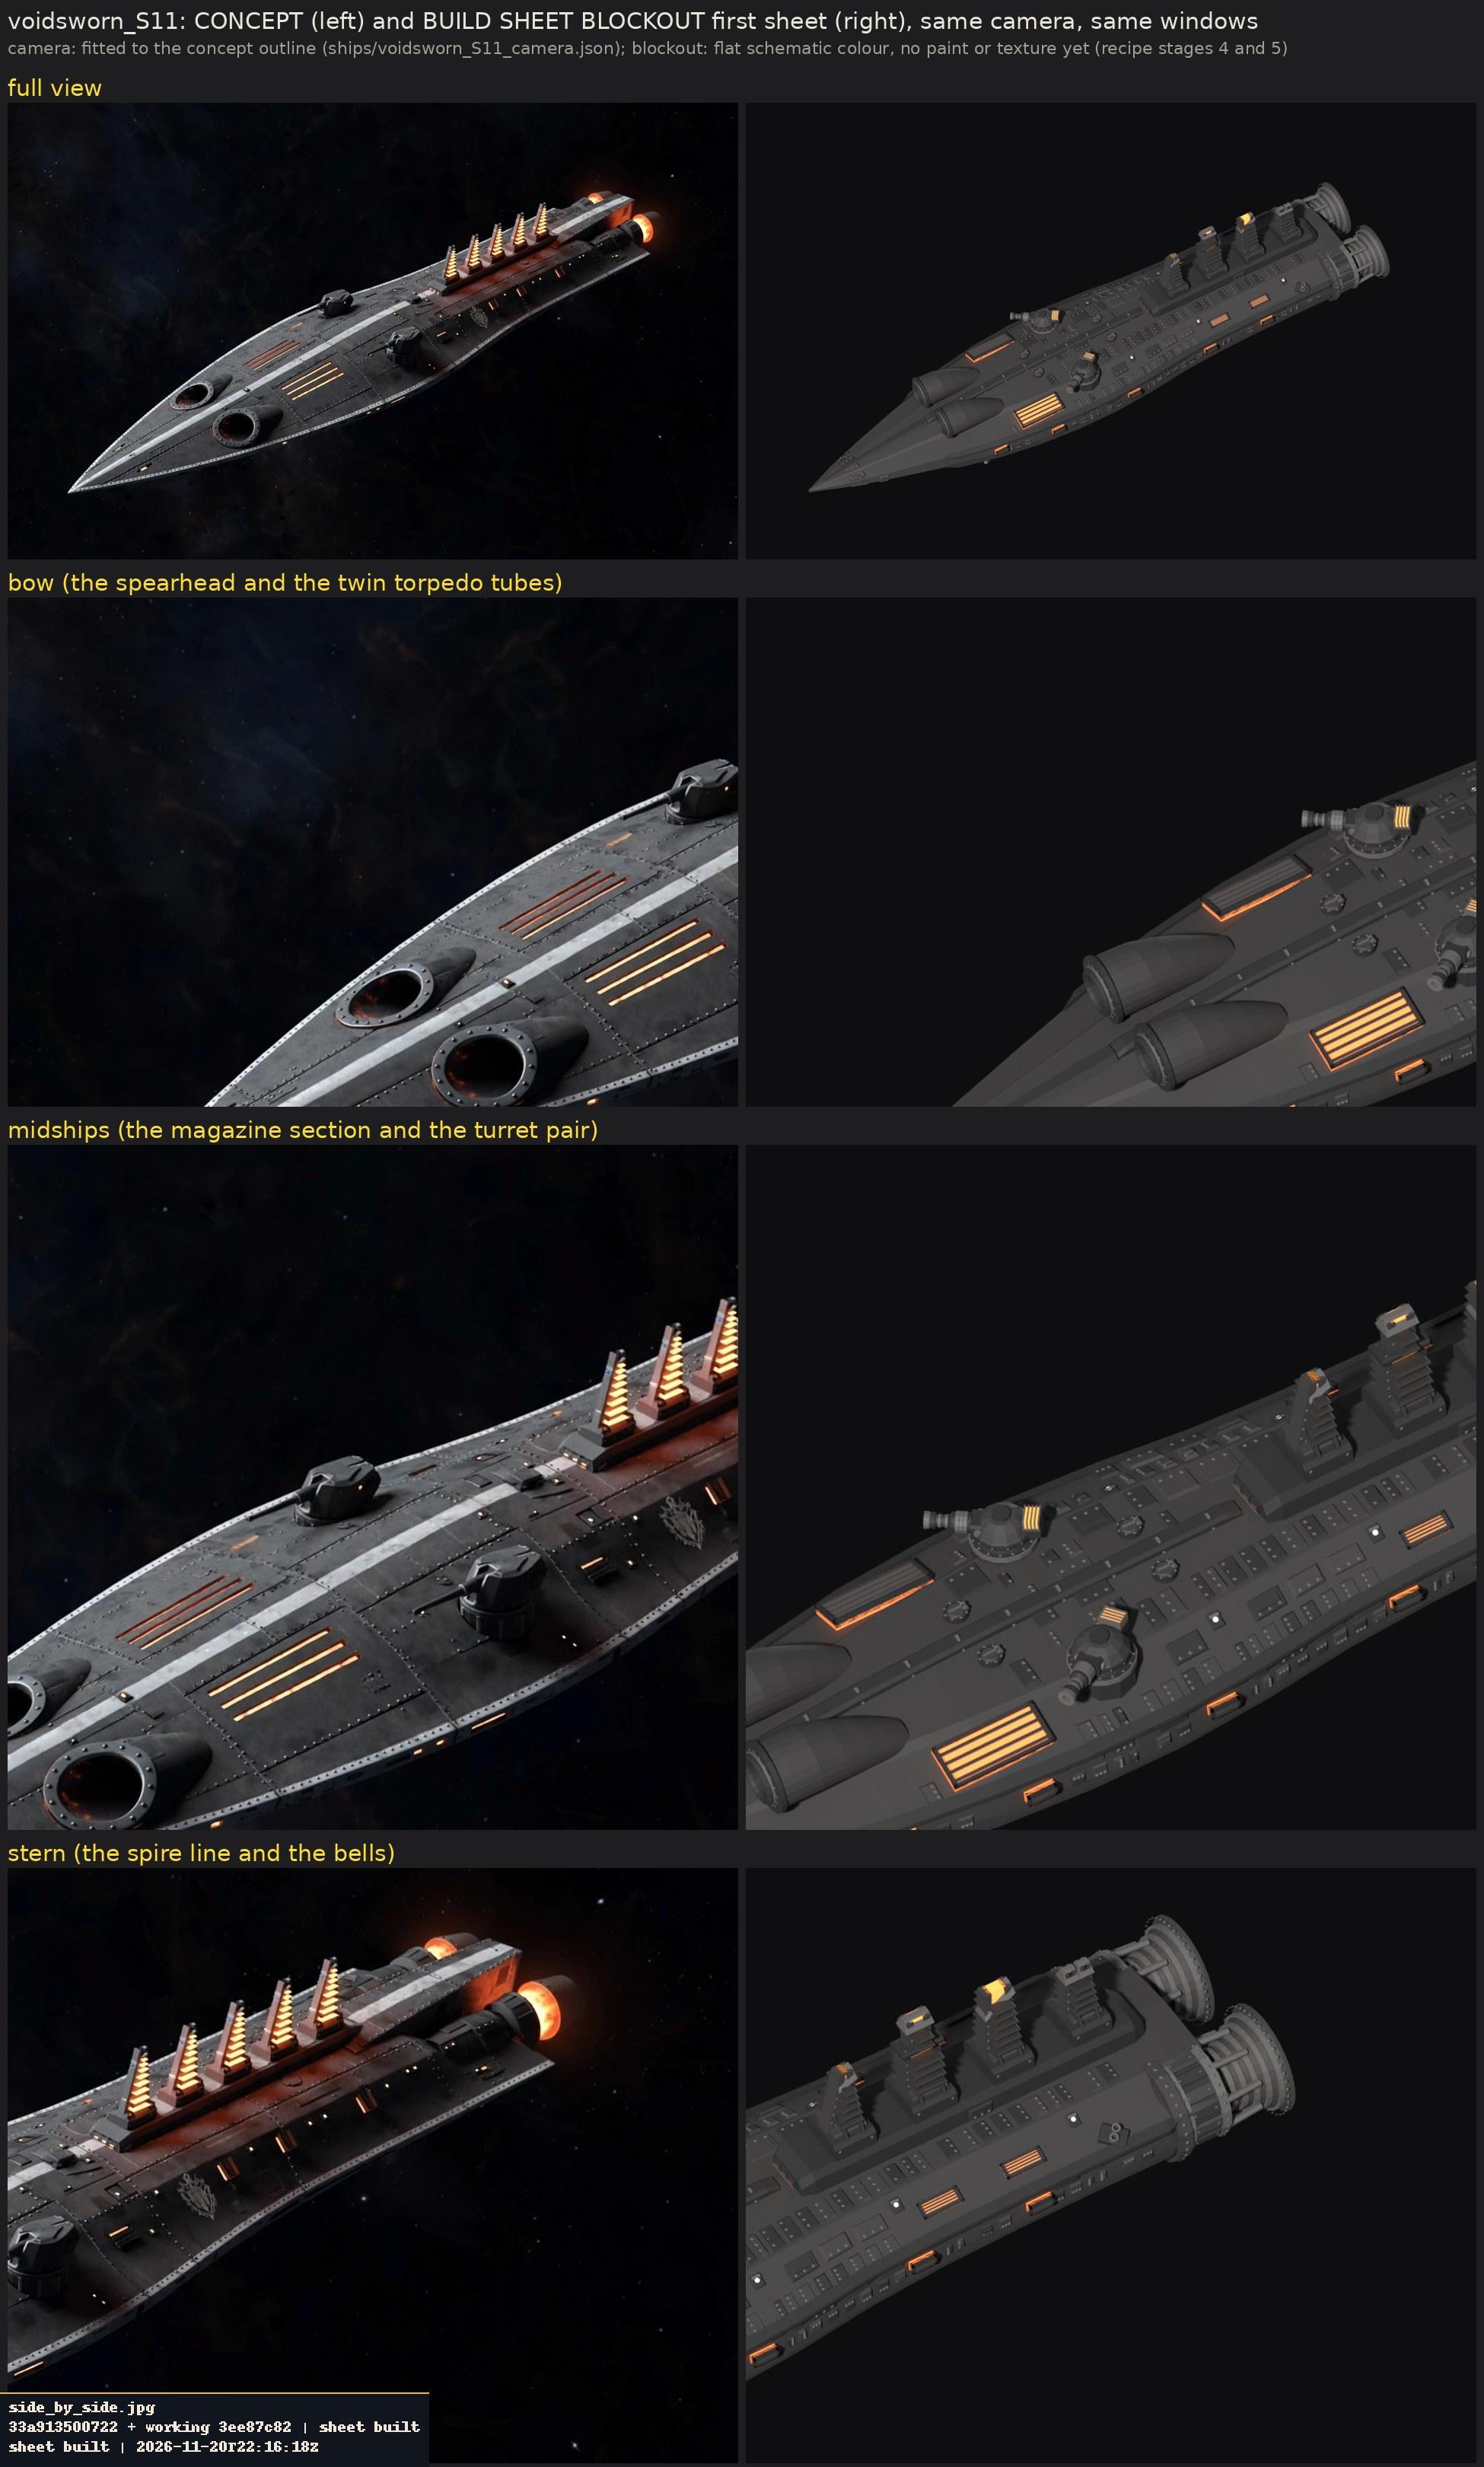 voidsworn_S11: CONCEPT (left) and BUILD SHEET BLOCKOUT first sheet (right), same camera, same windows
camera: fitted to the concept outline (ships/voidsworn_S11_camera.json); blockout: flat schematic colour, no paint or texture yet (recipe stages 4 and 5)
full view
bow (the spearhead and the twin torpedo tubes)
midships (the magazine section and the turret pair)
stern (the spire line and the bells)
side_by_side.jpg
33a913500722 + working 3ee87c82 | sheet built
sheet built | 2026-11-20T22:16:18Z